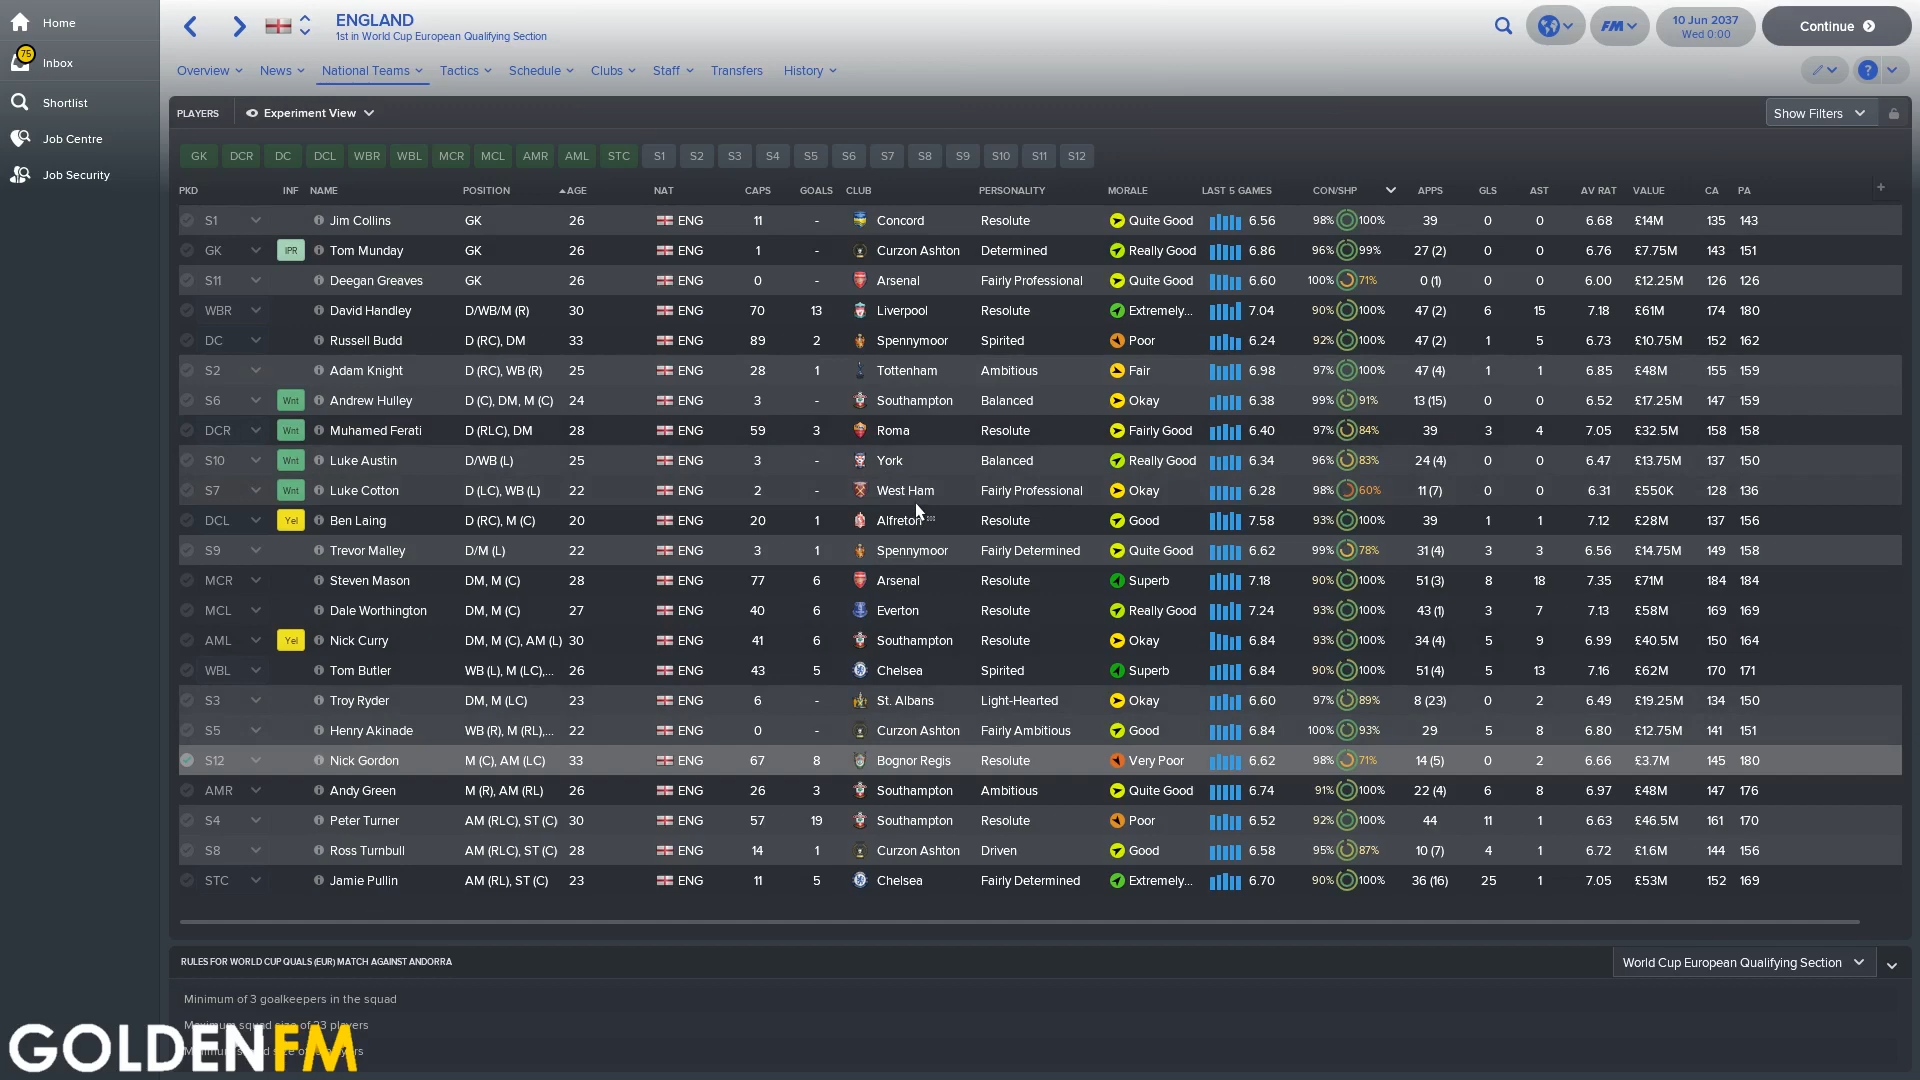 Home
75
Inbox
Shortlist
Job Centre
Job Security
ENGLAND
1st in World Cup European Qualifying Section
FM
10 Jun 2037
Wed 0:00
Continue
Overview News National Teams Tactics Schedule Clubs Staff Transfers History
?
PLAYERS Experiment View Show Filters
GK DCR DC DCL WBR WBL MCR MCL AMR AML STC S1 S2 S3 S4 S5 S6 S7 S8 S9 S10 S11 S12
PKD INF NAME POSITION AGE NAT CAPS GOALS CLUB PERSONALITY MORALE LAST 5 GAMES CON/SHP APPS GLS AST AV RAT VALUE CA PA +
S1 Jim Collins GK 26 ENG 11 - Concord Resolute Quite Good 6.56 98% 100% 39 0 0 6.68 £14M 135 143
GK IPR Tom Munday GK 26 ENG 1 - Curzon Ashton Determined Really Good 6.86 96% 99% 27 (2) 0 0 6.76 £7.75M 143 151
S11 Deegan Greaves GK 26 ENG 0 - Arsenal Fairly Professional Quite Good 6.60 100% 71% 0 (1) 0 0 6.00 £12.25M 126 126
WBR David Handley D/WB/M (R) 30 ENG 70 13 Liverpool Resolute Extremely... 7.04 90% 100% 47 (2) 6 15 7.18 £61M 174 180
DC Russell Budd D (RC), DM 33 ENG 89 2 Spennymoor Spirited Poor 6.24 92% 100% 47 (2) 1 5 6.73 £10.75M 152 162
S2 Adam Knight D (RC), WB (R) 25 ENG 28 1 Tottenham Ambitious Fair 6.98 97% 100% 47 (4) 1 1 6.85 £48M 155 159
S6 Wnt Andrew Hulley D (C), DM, M (C) 24 ENG 3 - Southampton Balanced Okay 6.38 99% 91% 13 (15) 0 0 6.52 £17.25M 147 159
DCR Wnt Muhamed Ferati D (RLC), DM 28 ENG 59 3 Roma Resolute Fairly Good 6.40 97% 84% 39 3 4 7.05 £32.5M 158 158
S10 Wnt Luke Austin D/WB (L) 25 ENG 3 - York Balanced Really Good 6.34 96% 83% 24 (4) 0 0 6.47 £13.75M 137 150
S7 Wnt Luke Cotton D (LC), WB (L) 22 ENG 2 - West Ham Fairly Professional Okay 6.28 98% 60% 11 (7) 0 0 6.31 £550K 128 136
DCL Yel Ben Laing D (RC), M (C) 20 ENG 20 1 Alfreton Resolute Good 7.58 93% 100% 39 1 1 7.12 £28M 137 156
S9 Trevor Malley D/M (L) 22 ENG 3 1 Spennymoor Fairly Determined Quite Good 6.62 99% 78% 31 (4) 3 3 6.56 £14.75M 149 158
MCR Steven Mason DM, M (C) 28 ENG 77 6 Arsenal Resolute Superb 7.18 90% 100% 51 (3) 8 18 7.35 £71M 184 184
MCL Dale Worthington DM, M (C) 27 ENG 40 6 Everton Resolute Really Good 7.24 93% 100% 43 (1) 3 7 7.13 £58M 169 169
AML Yel Nick Curry DM, M (C), AM (L) 30 ENG 41 6 Southampton Resolute Okay 6.84 93% 100% 34 (4) 5 9 6.99 £40.5M 150 164
WBL Tom Butler WB (L), M (LC),... 26 ENG 43 5 Chelsea Spirited Superb 6.84 90% 100% 51 (4) 5 13 7.16 £62M 170 171
S3 Troy Ryder DM, M (LC) 23 ENG 6 - St. Albans Light-Hearted Okay 6.60 97% 89% 8 (23) 0 2 6.49 £19.25M 134 150
S5 Henry Akinade WB (R), M (RL),... 22 ENG 0 - Curzon Ashton Fairly Ambitious Good 6.84 100% 93% 29 5 8 6.80 £12.75M 141 151
S12 Nick Gordon M (C), AM (LC) 33 ENG 67 8 Bognor Regis Resolute Very Poor 6.62 98% 71% 14 (5) 0 2 6.66 £3.7M 145 180
AMR Andy Green M (R), AM (RL) 26 ENG 26 3 Southampton Ambitious Quite Good 6.74 91% 100% 22 (4) 6 8 6.97 £48M 147 176
S4 Peter Turner AM (RLC), ST (C) 30 ENG 57 19 Southampton Resolute Poor 6.52 92% 100% 44 11 1 6.63 £46.5M 161 170
S8 Ross Turnbull AM (RLC), ST (C) 28 ENG 14 1 Curzon Ashton Driven Good 6.58 95% 87% 10 (7) 4 1 6.72 £1.6M 144 156
STC Jamie Pullin AM (RL), ST (C) 23 ENG 11 5 Chelsea Fairly Determined Extremely... 6.70 90% 100% 36 (16) 25 1 7.05 £53M 152 169
RULES FOR WORLD CUP QUALS (EUR) MATCH AGAINST ANDORRA World Cup European Qualifying Section
Minimum of 3 goalkeepers in the squad
Maximum squad size of 23 players
GOLDENFM